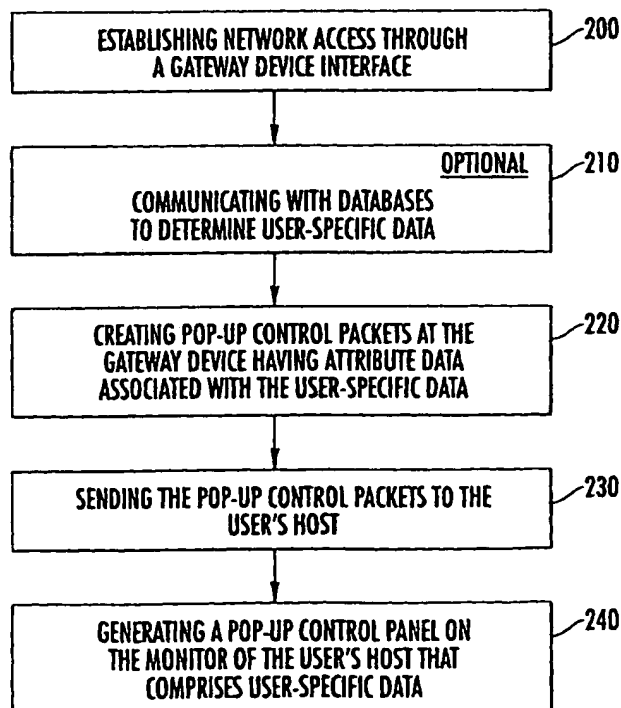 ESTABLISHING NETWORK ACCESS THROUGH
A GATEWAY DEVICE INTERFACE
200
OPTIONAL
210
COMMUNICATING WITH DATABASES
TO DETERMINE USER-SPECIFIC DATA
CREATING POP-UP CONTROL PACKETS AT THE
GATEWAY DEVICE HAVING ATTRIBUTE DATA
ASSOCIATED WITH THE USER-SPECIFIC DATA
220
SENDING THE POP-UP CONTROL PACKETS TO THE
USER'S HOST
230
GENERATING A POP-UP CONTROL PANEL ON
THE MONITOR OF THE USER'S HOST THAT
COMPRISES USER-SPECIFIC DATA
240